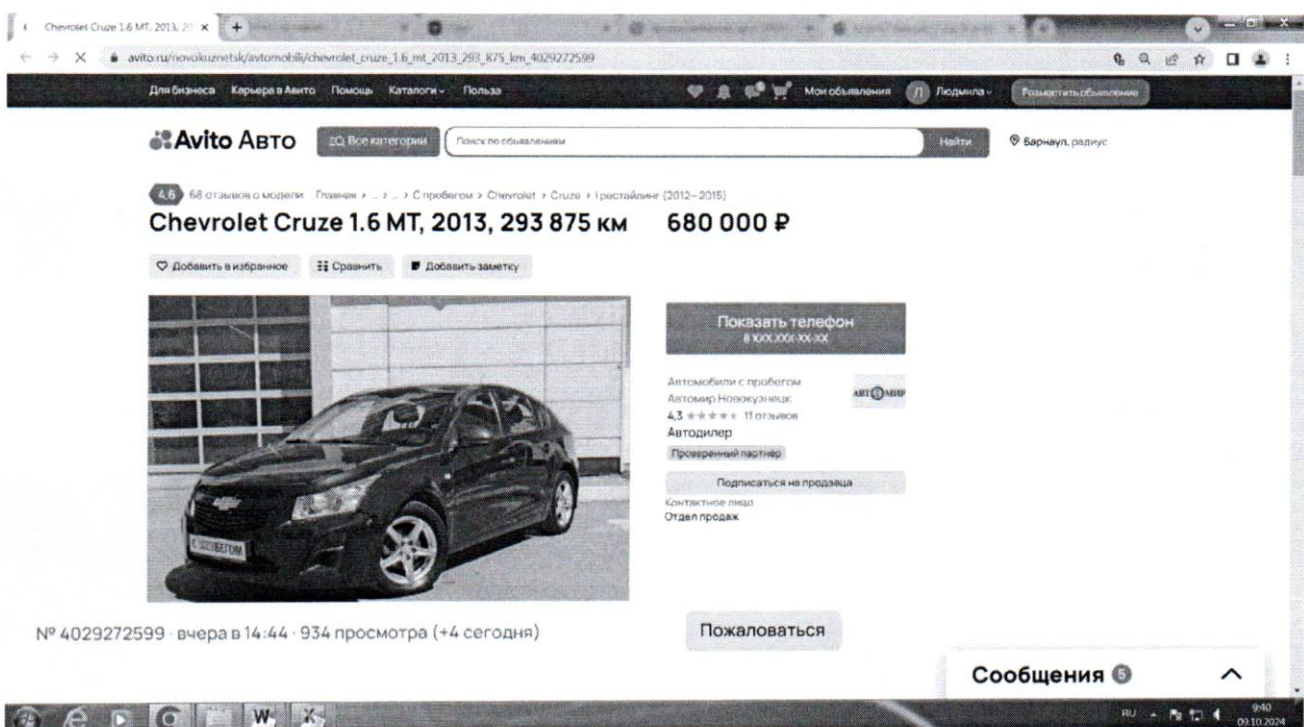 Chevrolet Cruze 1.6 MT, 2013, 2
avito.ru/novokuznetsk/avtomobili/chevrolet_cruze_1.6_mt_2013_293_875_km_4029272599
Для бизнеса Карьера в Авито Помощь Каталоги Польза Мои объявления Л Людмила Разместить объявление
Avito Авто Все категории Поиск по объявлениям Найти Барнаул, радиус
4,6 68 отзывов о модели Главная > ... > ... > С пробегом > Chevrolet > Cruze > I рестайлинг (2012—2015)
Chevrolet Cruze 1.6 MT, 2013, 293 875 км 680 000 ₽
Добавить в избранное Сравнить Добавить заметку
Показать телефон
8 XXX XXX-XX-XX
Автомобили с пробегом
Автомир Новокузнецк
АВТОМИР
4,3 ★★★★★ 11 отзывов
Автодилер
Проверенный партнёр
Подписаться на продавца
Контактное лицо
Отдел продаж
С ПРОБЕГОМ
№ 4029272599 · вчера в 14:44 · 934 просмотра (+4 сегодня) Пожаловаться
Сообщения 5
RU 9:40
09.10.2024